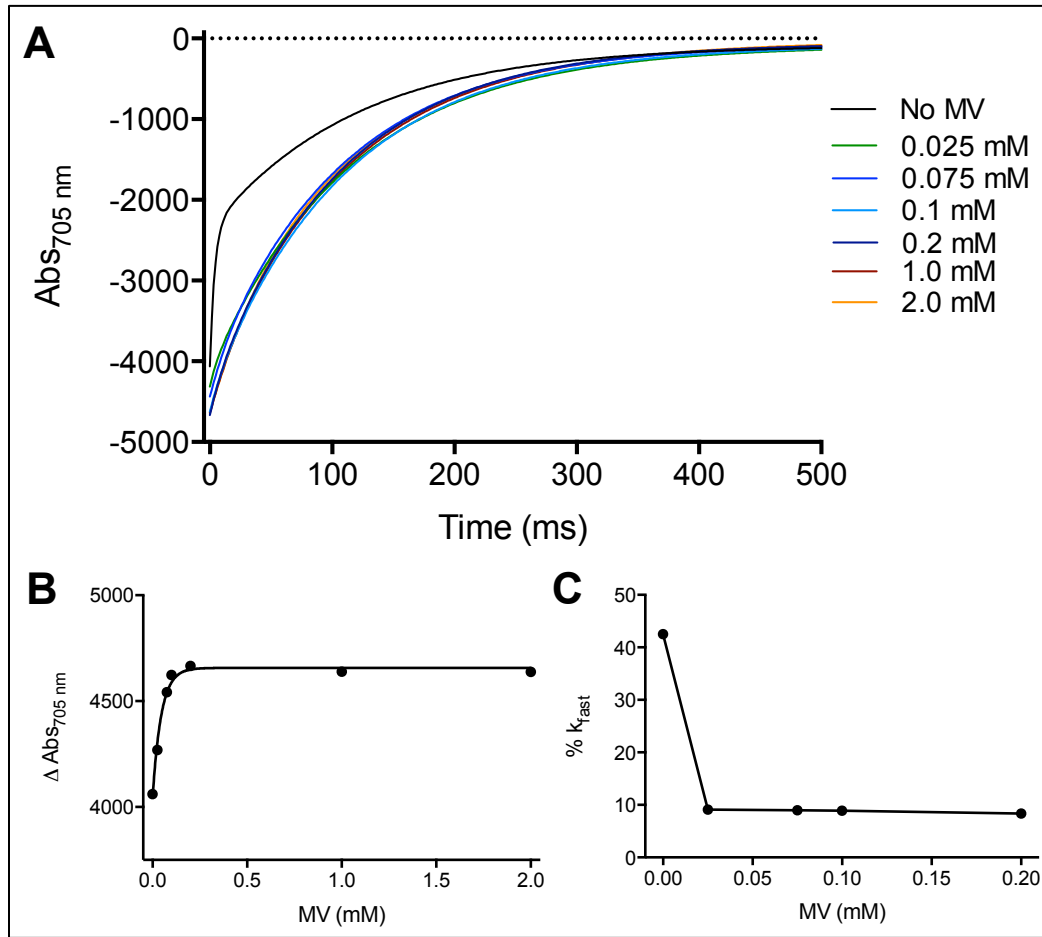 A
Abs705 nm
0
-1000
-2000
-3000
-4000
-5000
0 100 200 300 400 500
Time (ms)
No MV
0.025 mM
0.075 mM
0.1 mM
0.2 mM
1.0 mM
2.0 mM
B
Δ Abs705 nm
5000
4500
4000
0.0 0.5 1.0 1.5 2.0
MV (mM)
C
% kfast
50
40
30
20
10
0
0.00 0.05 0.10 0.15 0.20
MV (mM)